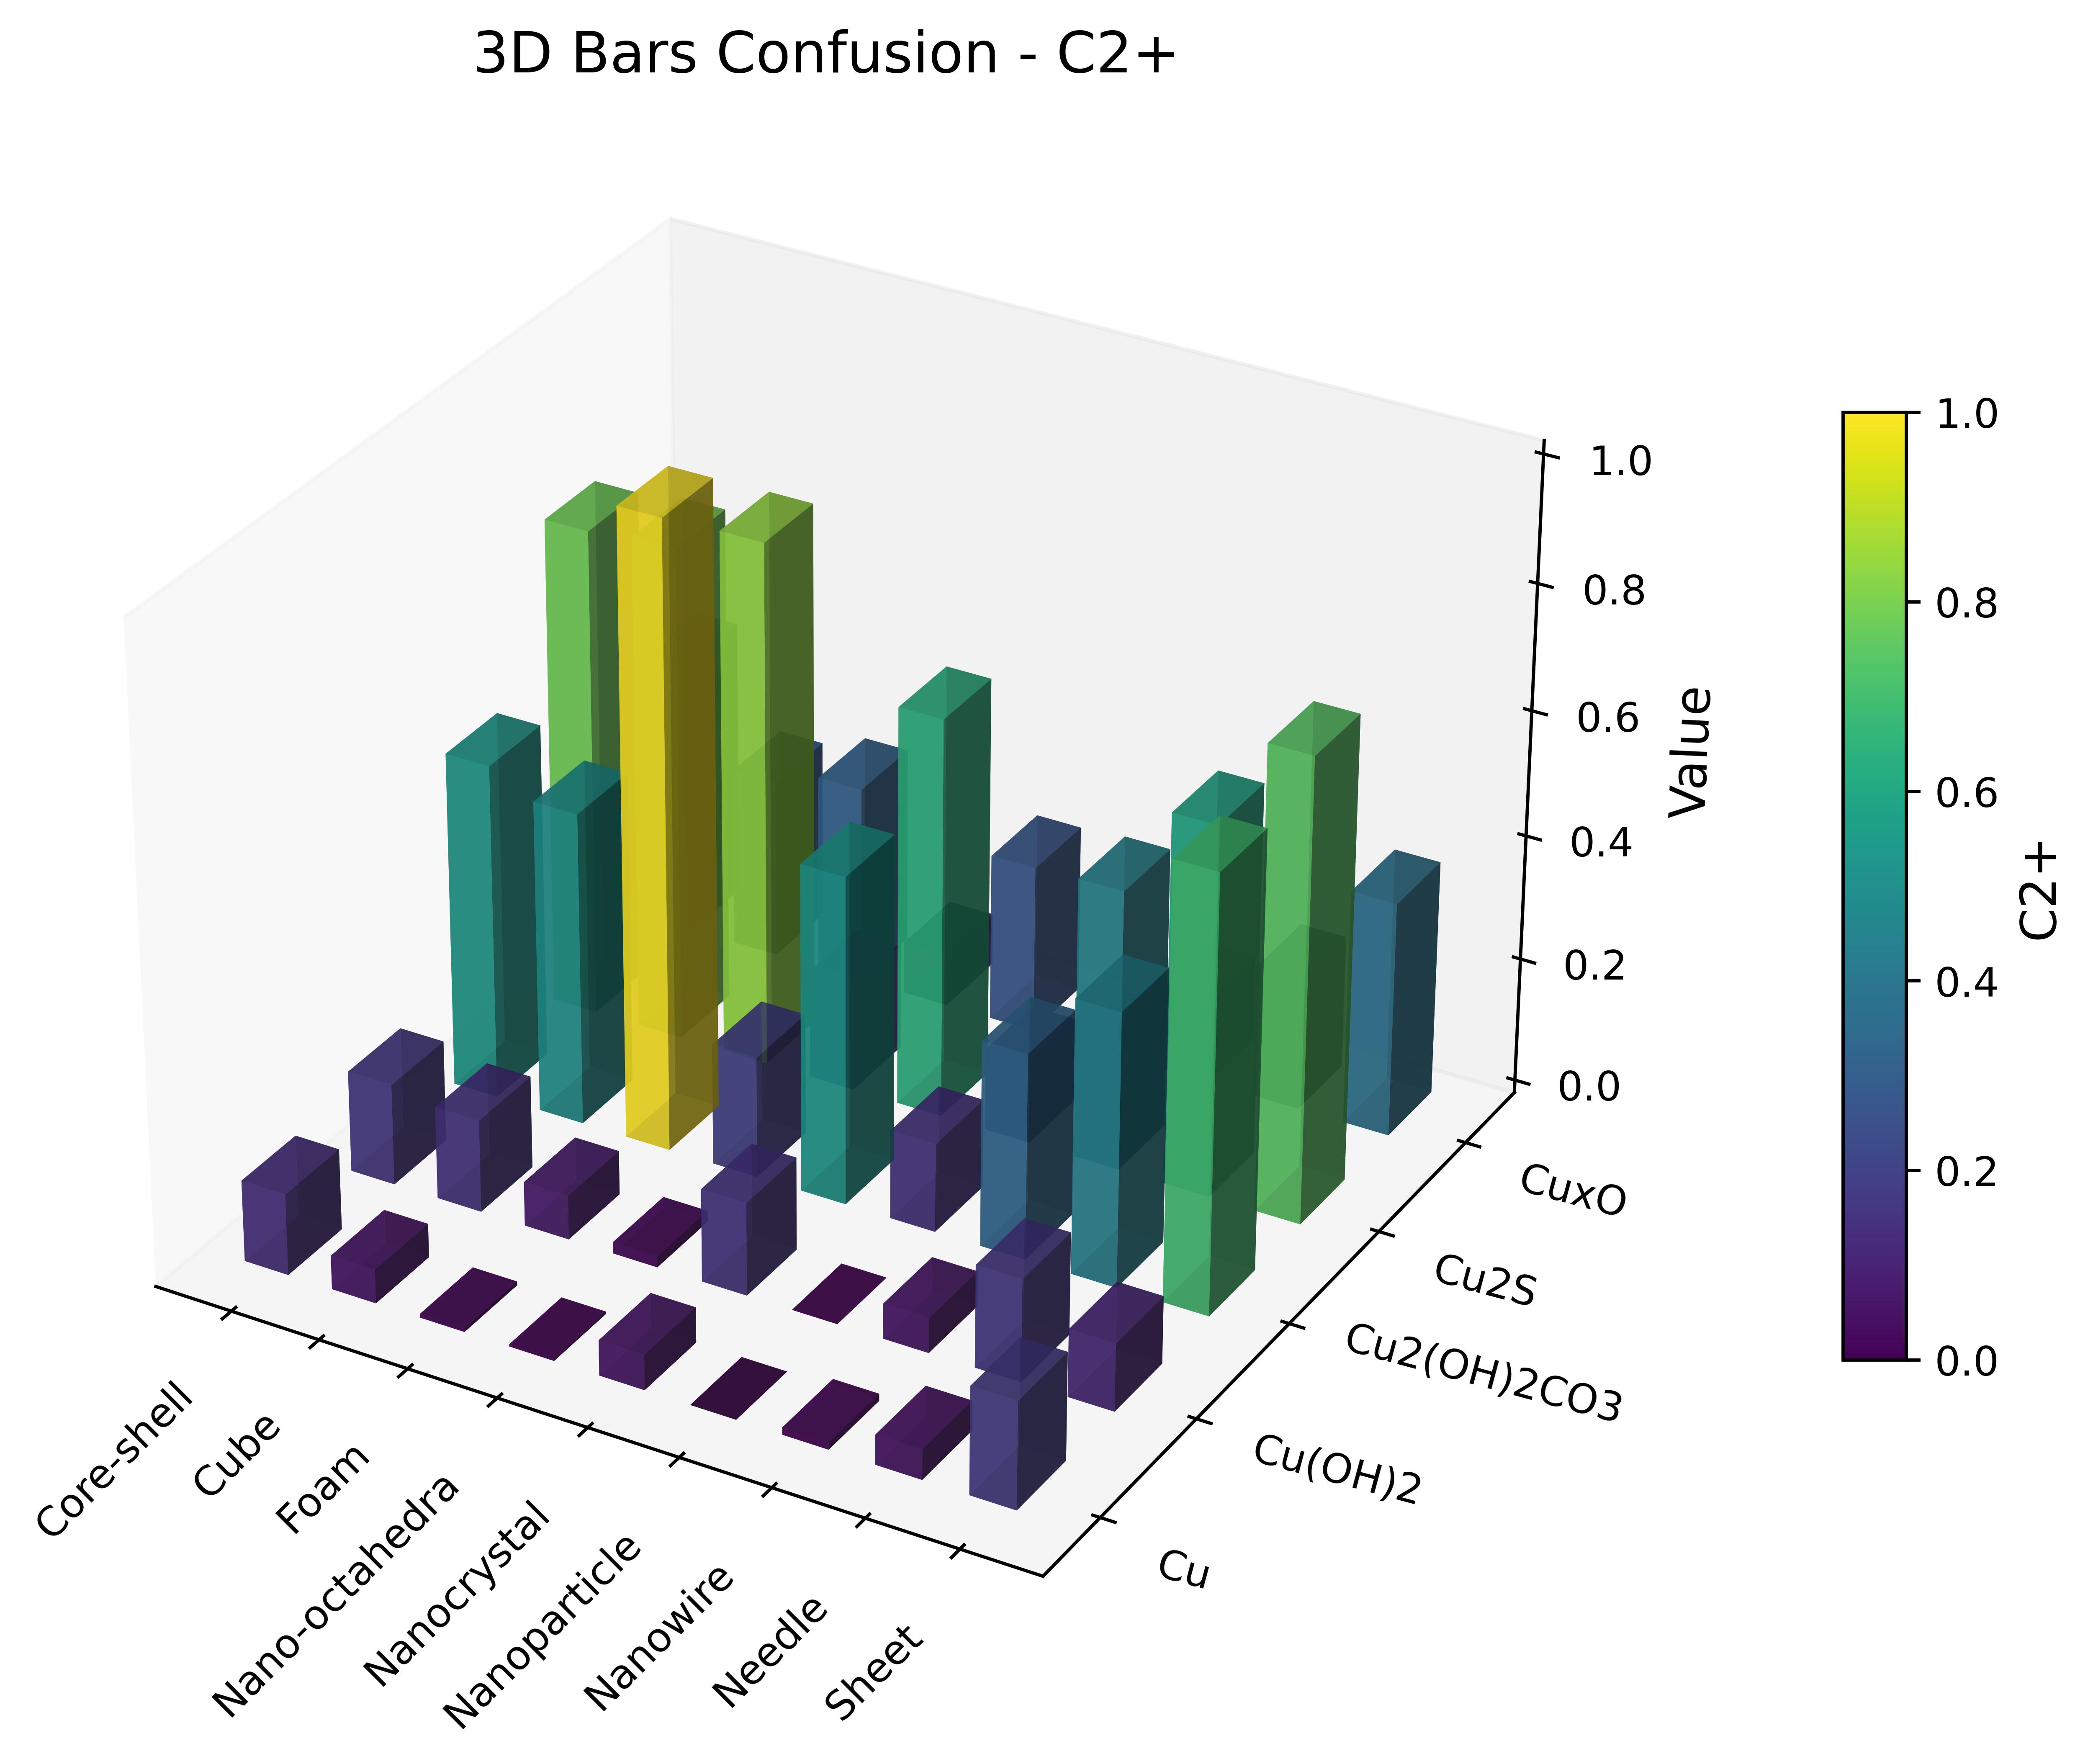 3D Bars Confusion - C2+
1.0
0.8
0.6
0.4
0.2
0.0
Value
CuxO
Cu2S
Cu2(OH)2CO3
Cu(OH)2
Cu
Core-shell
Cube
Foam
Nano-octahedra
Nanocrystal
Nanoparticle
Nanowire
Needle
Sheet
1.0
0.8
0.6
0.4
0.2
0.0
C2+